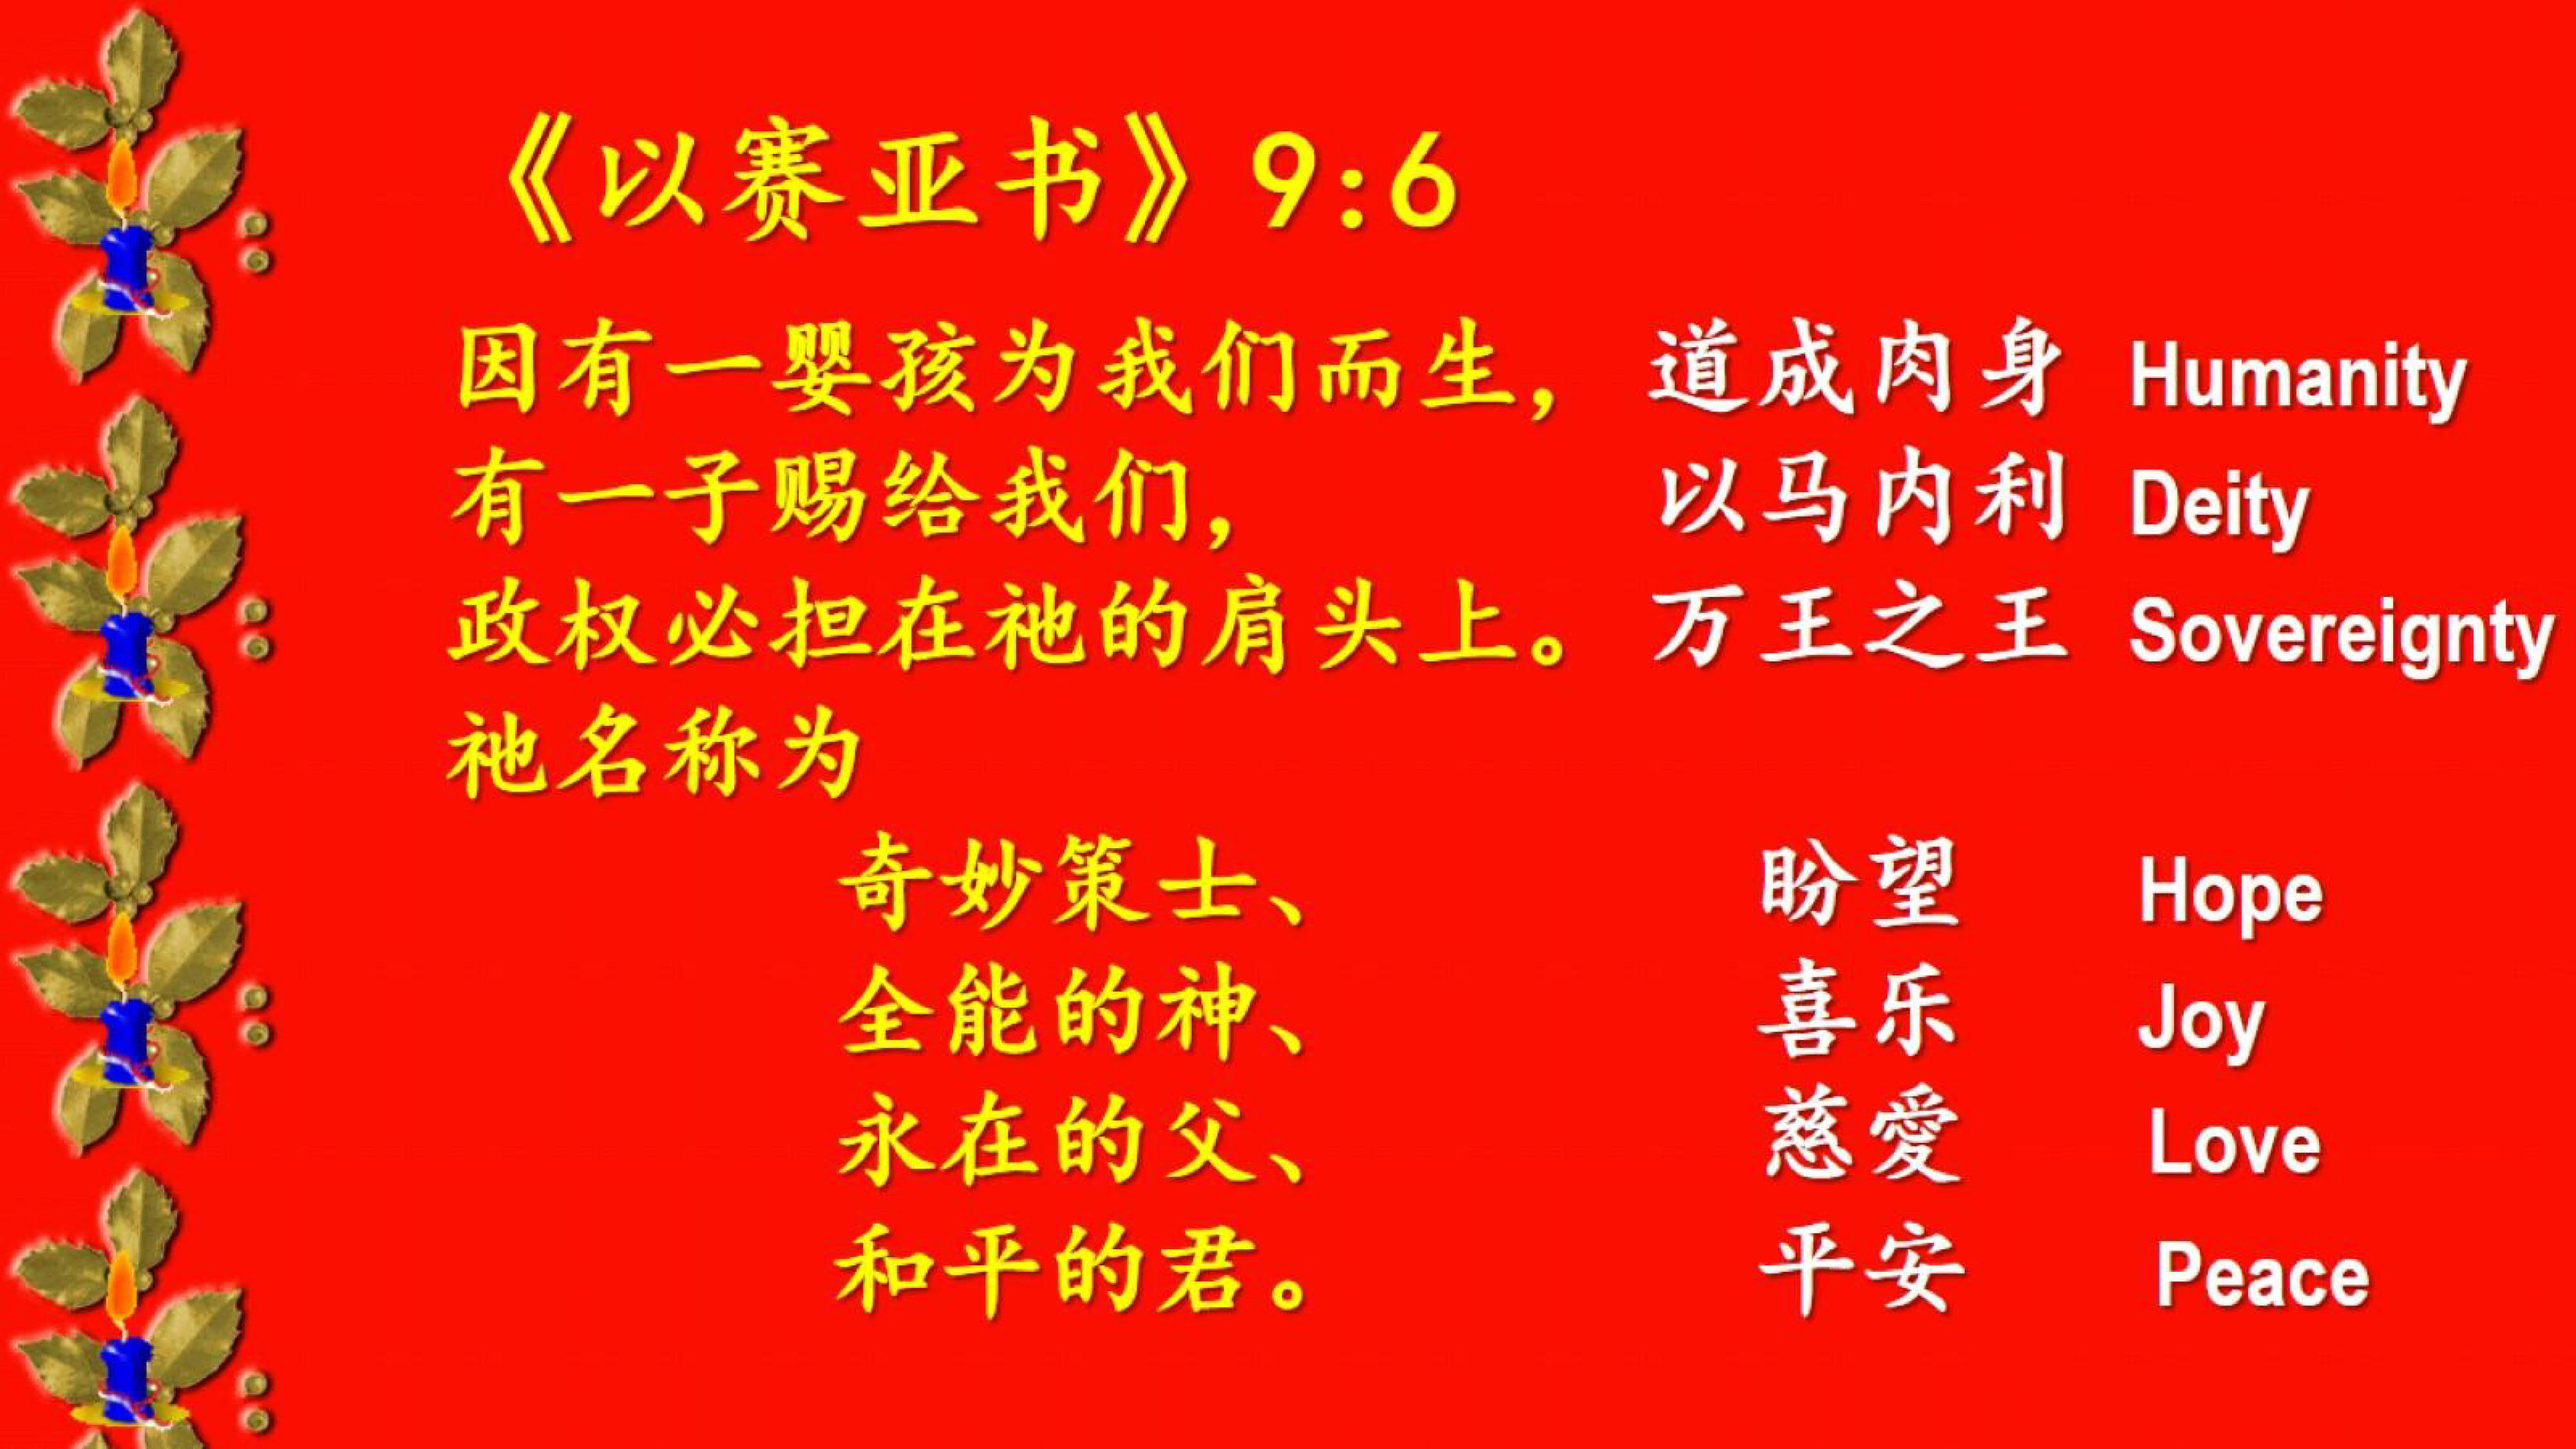 《以赛亚书》9:6
因有一婴孩为我们而生， 道成肉身 Humanity
有一子赐给我们， 以马内利 Deity
政权必担在祂的肩头上。 万王之王 Sovereignty
祂名称为
奇妙策士、 盼望 Hope
全能的神、 喜乐 Joy
永在的父、 慈愛 Love
和平的君。 平安 Peace